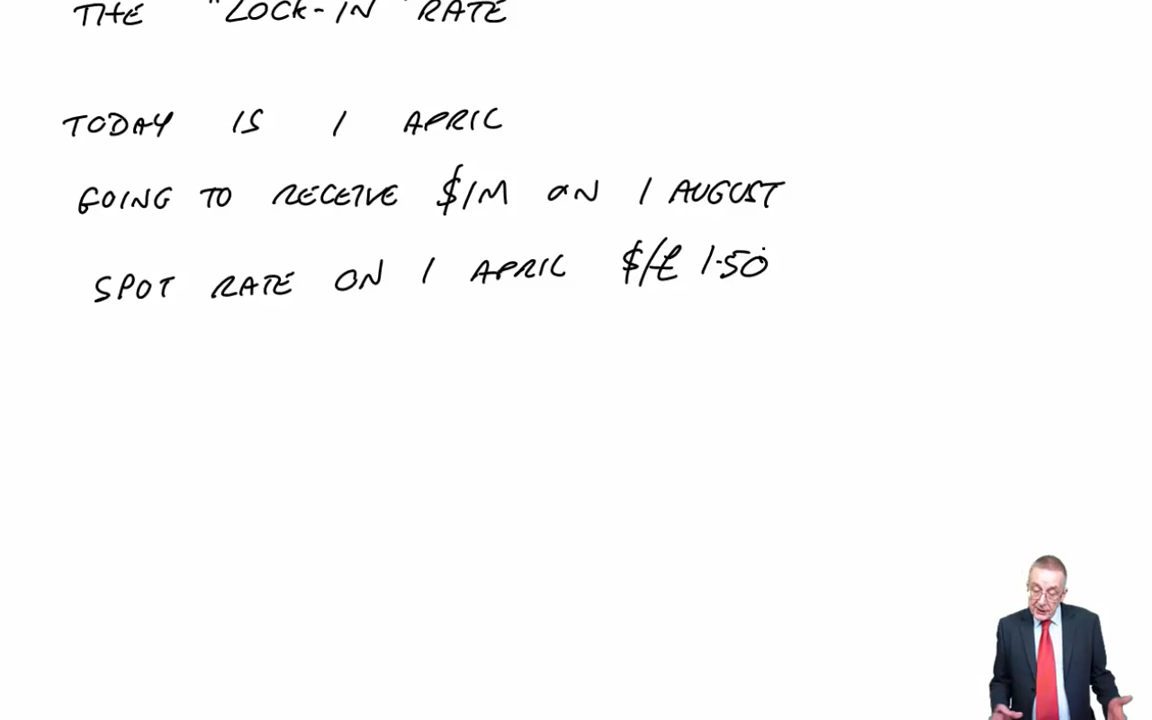 THE "LOCK-IN" RATE
TODAY IS 1 APRIL
GOING TO RECEIVE $1M ON 1 AUGUST
SPOT RATE ON 1 APRIL $/£ 1.50